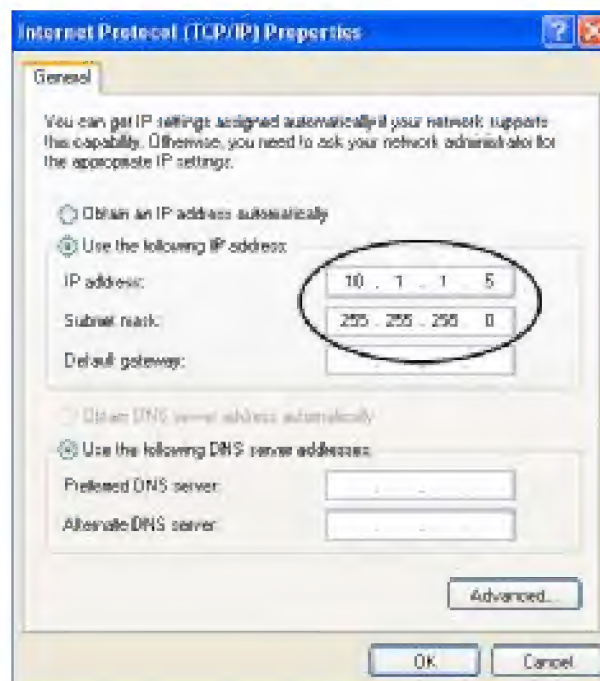 Internet Protocol (TCP/IP) Properties
General
You can get IP settings assigned automatically if your network supports
this capability. Otherwise, you need to ask your network administrator for
the appropriate IP settings.
Obtain an IP address automatically
Use the following IP address:
IP address: 10 . 1 . 1 . 5
Subnet mask: 255 . 255 . 255 . 0
Default gateway:
Obtain DNS server address automatically
Use the following DNS server addresses:
Preferred DNS server:
Alternate DNS server:
Advanced...
OK Cancel